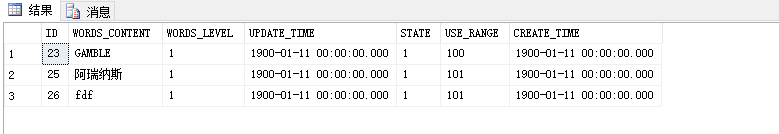 结果 消息
ID WORDS_CONTENT WORDS_LEVEL UPDATE_TIME STATE USE_RANGE CREATE_TIME
1 23 GAMBLE 1 1900-01-11 00:00:00.000 1 100 1900-01-11 00:00:00.000
2 25 阿瑞纳斯 1 1900-01-11 00:00:00.000 1 101 1900-01-11 00:00:00.000
3 26 fdf 1 1900-01-11 00:00:00.000 1 101 1900-01-11 00:00:00.000